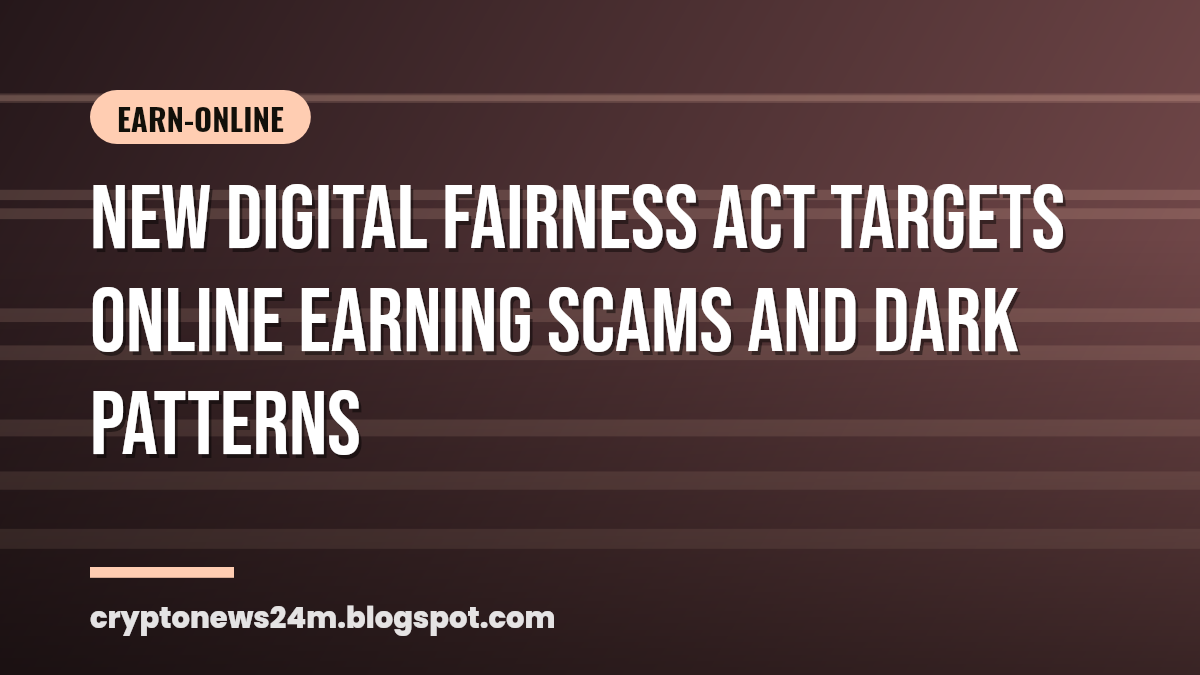 EARN-ONLINE
NEW DIGITAL FAIRNESS ACT TARGETS
ONLINE EARNING SCAMS AND DARK
PATTERNS
cryptonews24m.blogspot.com